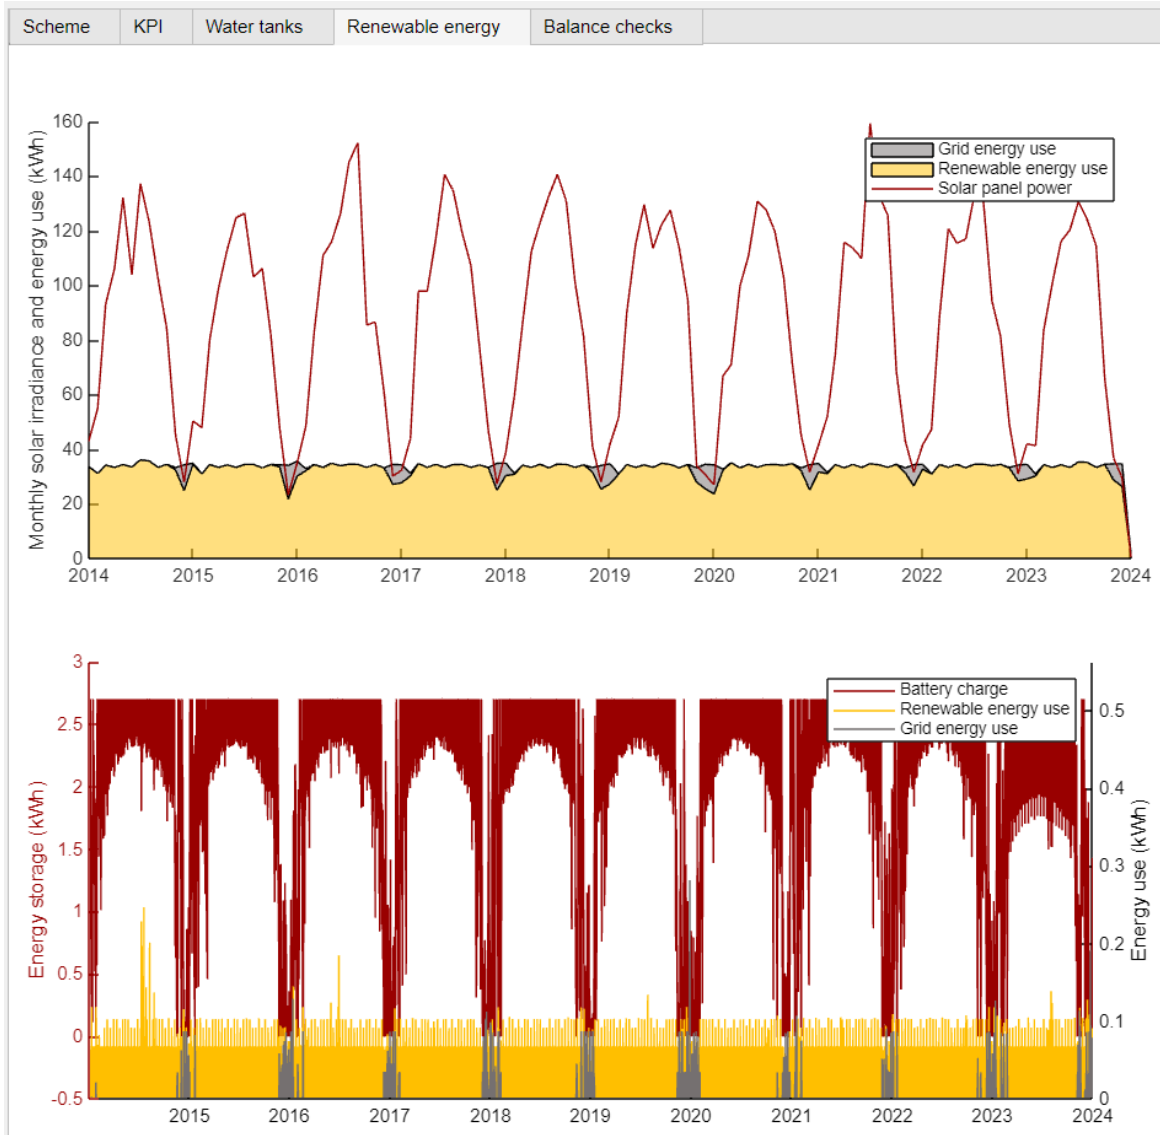 Scheme KPI Water tanks Renewable energy Balance checks
Monthly solar irradiance and energy use (kWh)
160
140
120
100
80
60
40
20
0
Grid energy use
Renewable energy use
Solar panel power
2014 2015 2016 2017 2018 2019 2020 2021 2022 2023 2024
Energy storage (kWh)
3
2.5
2
1.5
1
0.5
0
-0.5
Battery charge
Renewable energy use
Grid energy use
0.5
0.4
0.3
0.2
0.1
0
Energy use (kWh)
2015 2016 2017 2018 2019 2020 2021 2022 2023 2024